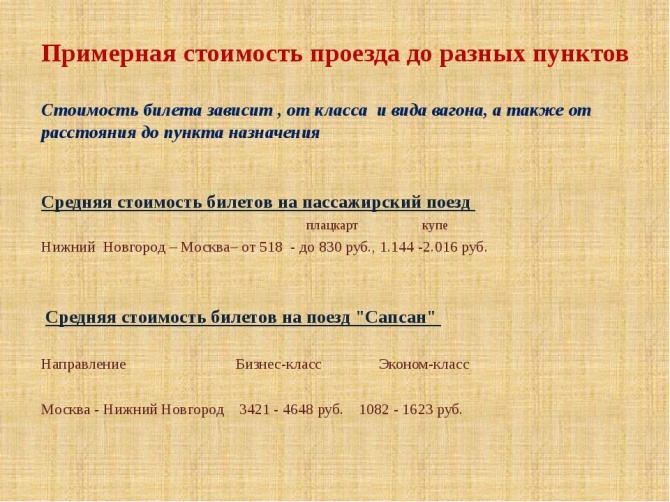 Примерная стоимость проезда до разных пунктов
Стоимость билета зависит , от класса и вида вагона, а также от
расстояния до пункта назначения
Средняя стоимость билетов на пассажирский поезд
плацкарт купе
Нижний Новгород – Москва– от 518 - до 830 руб., 1.144 -2.016 руб.
Средняя стоимость билетов на поезд "Сапсан"
Направление Бизнес-класс Эконом-класс
Москва - Нижний Новгород 3421 - 4648 руб. 1082 - 1623 руб.